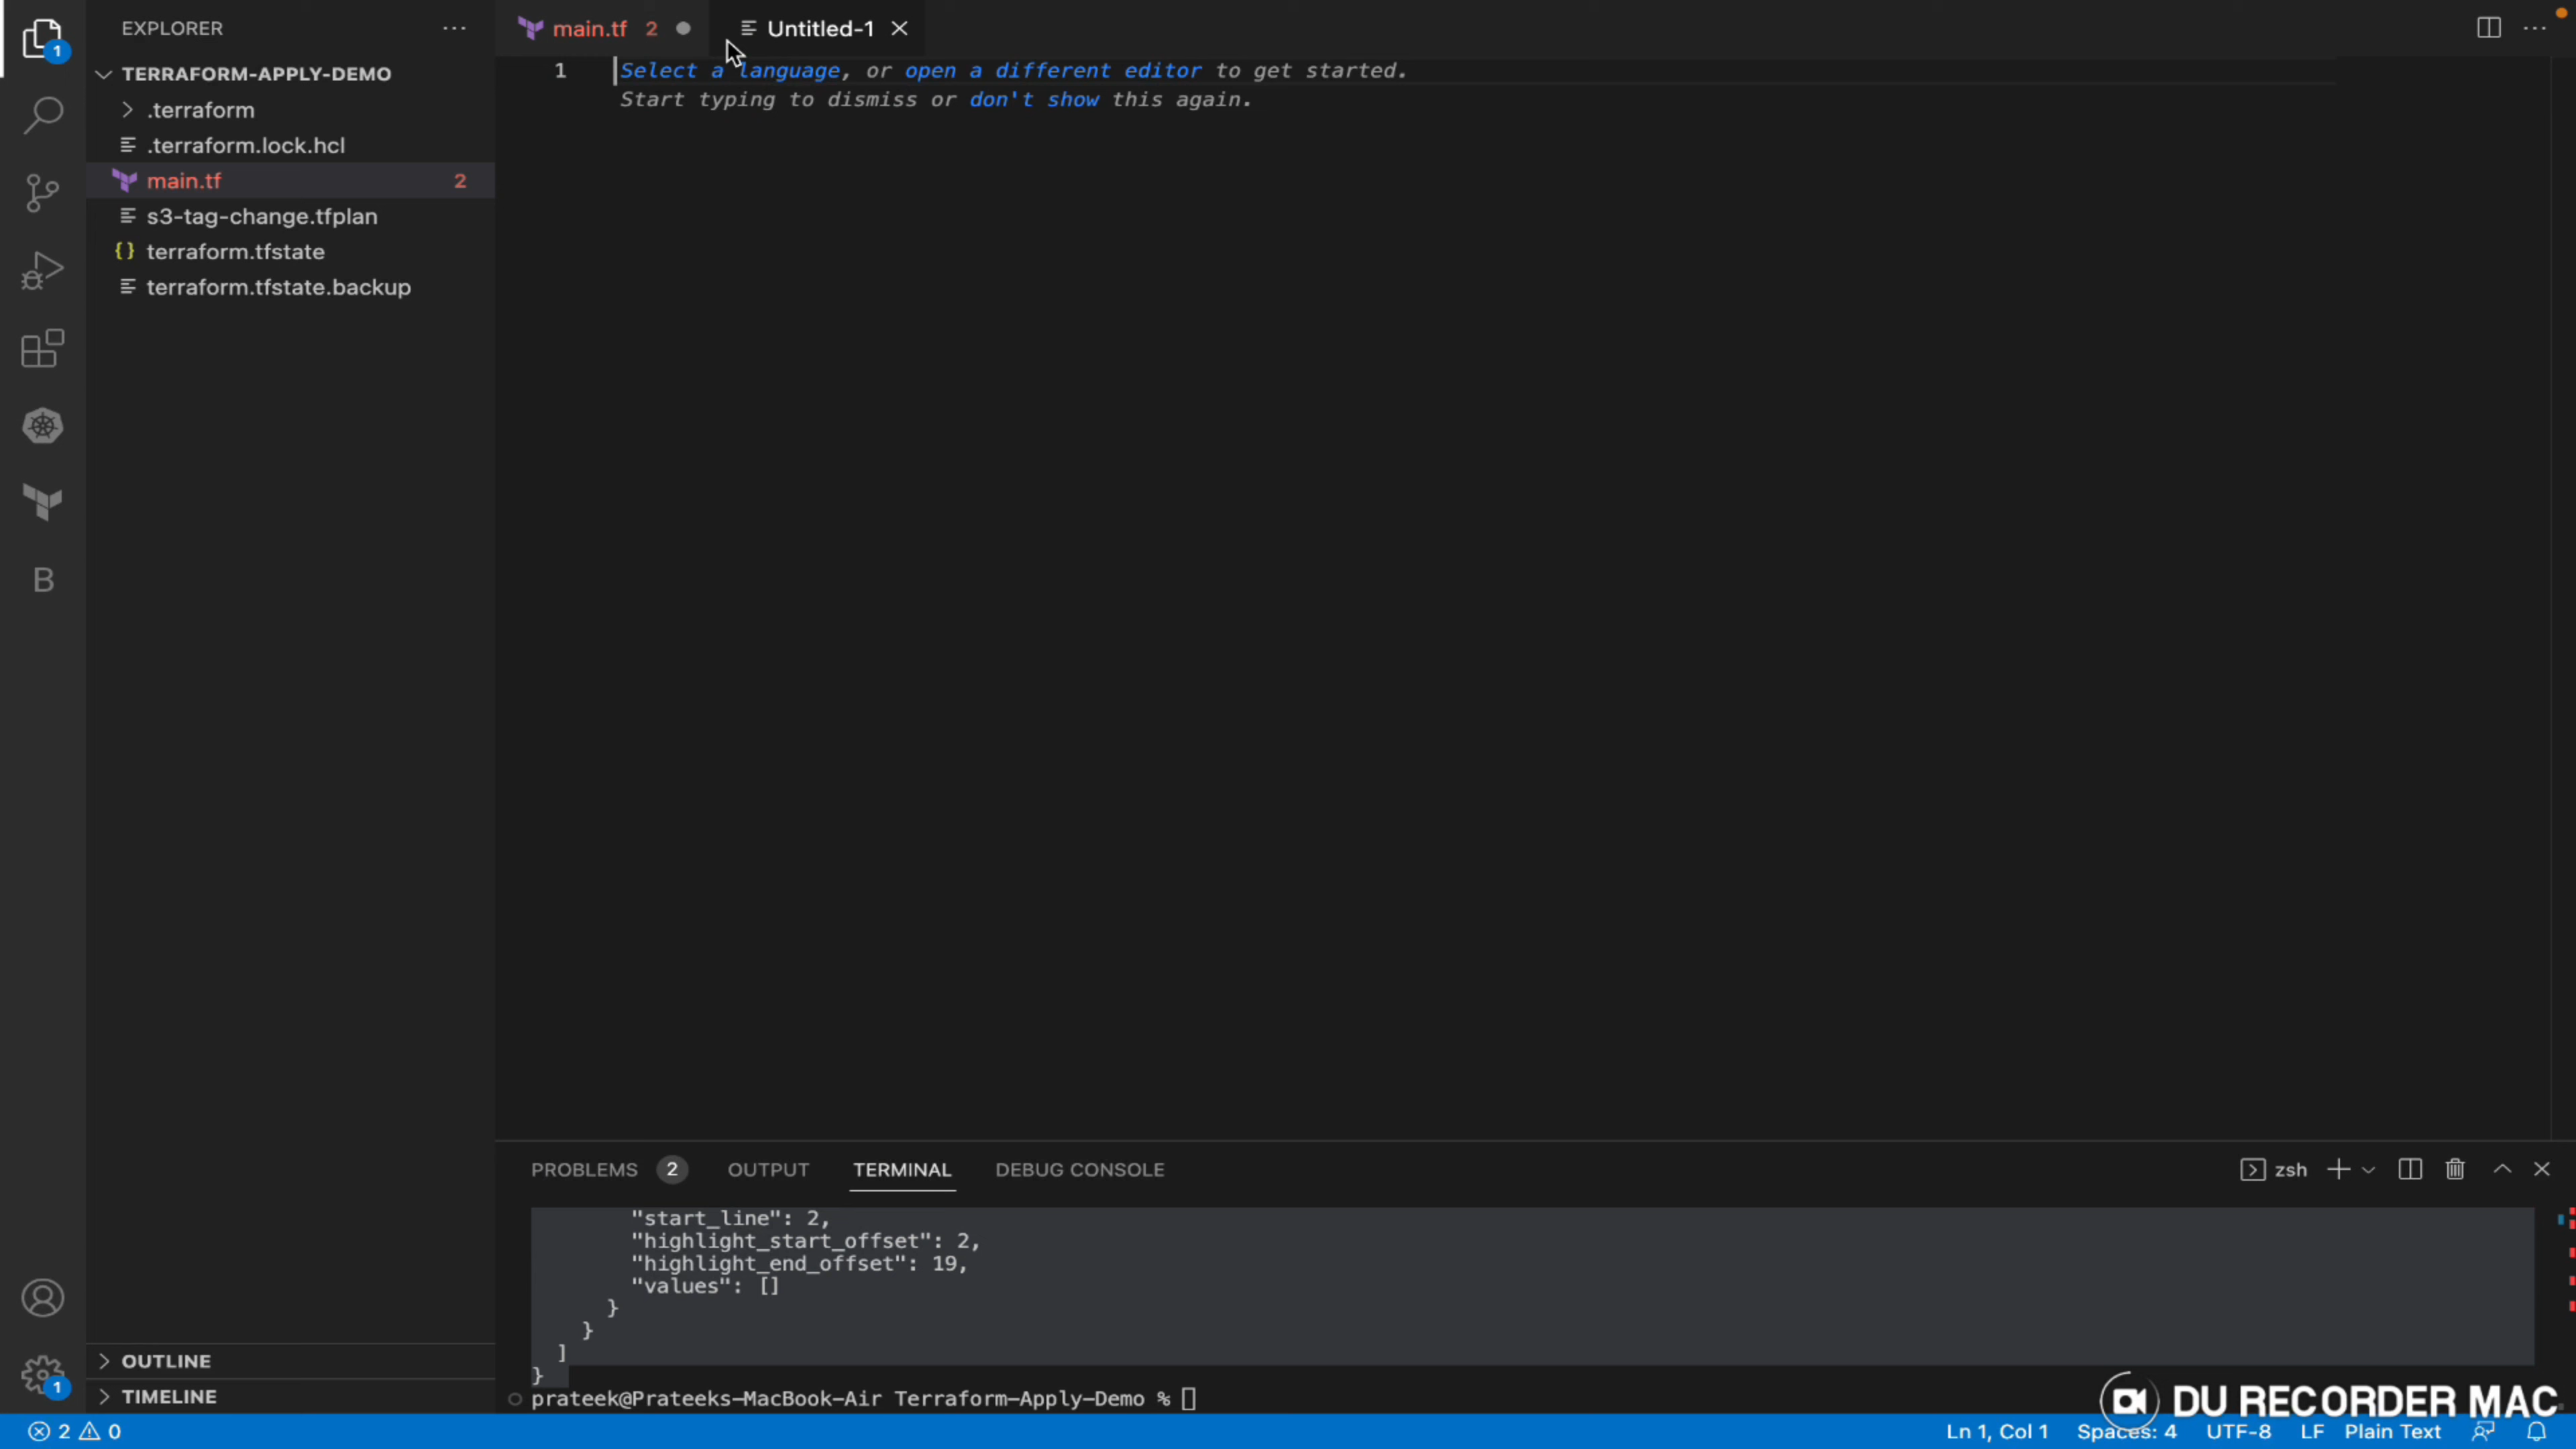 EXPLORER
TERRAFORM-APPLY-DEMO
.terraform
.terraform.lock.hcl
main.tf 2
s3-tag-change.tfplan
{} terraform.tfstate
terraform.tfstate.backup
OUTLINE
TIMELINE
1
B
1
main.tf 2
Untitled-1
1 Select a language, or open a different editor to get started.
Start typing to dismiss or don't show this again.
PROBLEMS 2 OUTPUT TERMINAL DEBUG CONSOLE
zsh
"start_line": 2,
"highlight_start_offset": 2,
"highlight_end_offset": 19,
"values": []
}
}
]
}
prateek@Prateeks-MacBook-Air Terraform-Apply-Demo %
DU RECORDER MAC
2 0
Ln 1, Col 1 Spaces: 4 UTF-8 LF Plain Text